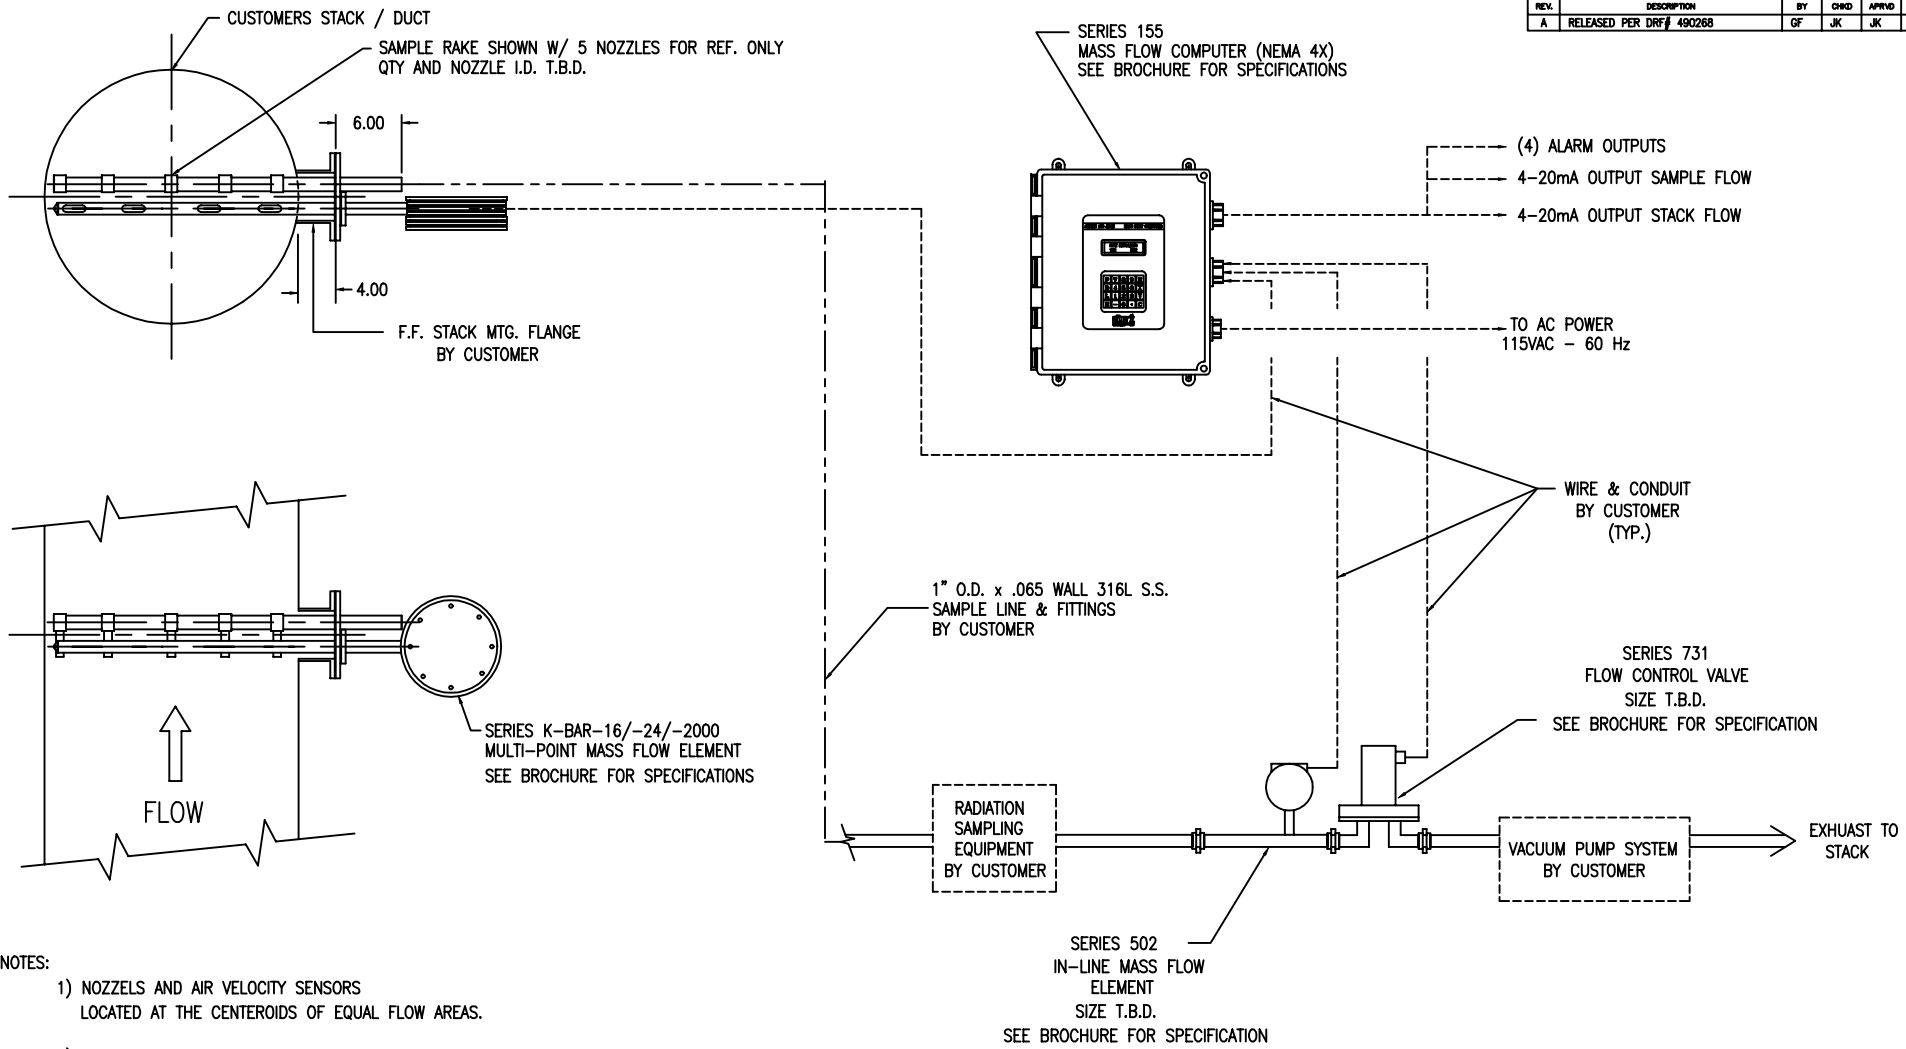 CUSTOMERS STACK / DUCT
SAMPLE RAKE SHOWN W/ 5 NOZZLES FOR REF. ONLY
QTY AND NOZZLE I.D. T.B.D.
6.00
4.00
F.F. STACK MTG. FLANGE
BY CUSTOMER
SERIES 155
MASS FLOW COMPUTER (NEMA 4X)
SEE BROCHURE FOR SPECIFICATIONS
REV. DESCRIPTION BY CHKD APRVD
A RELEASED PER DRF# 490268 GF JK JK
(4) ALARM OUTPUTS
4-20mA OUTPUT SAMPLE FLOW
4-20mA OUTPUT STACK FLOW
TO AC POWER
115VAC - 60 Hz
WIRE & CONDUIT
BY CUSTOMER
(TYP.)
1" O.D. x .065 WALL 316L S.S.
SAMPLE LINE & FITTINGS
BY CUSTOMER
SERIES 731
FLOW CONTROL VALVE
SIZE T.B.D.
SEE BROCHURE FOR SPECIFICATION
SERIES K-BAR-16/-24/-2000
MULTI-POINT MASS FLOW ELEMENT
SEE BROCHURE FOR SPECIFICATIONS
FLOW
RADIATION
SAMPLING
EQUIPMENT
BY CUSTOMER
VACUUM PUMP SYSTEM
BY CUSTOMER
EXHUAST TO
STACK
SERIES 502
IN-LINE MASS FLOW
ELEMENT
SIZE T.B.D.
SEE BROCHURE FOR SPECIFICATION
NOTES:
1) NOZZELS AND AIR VELOCITY SENSORS
LOCATED AT THE CENTEROIDS OF EQUAL FLOW AREAS.